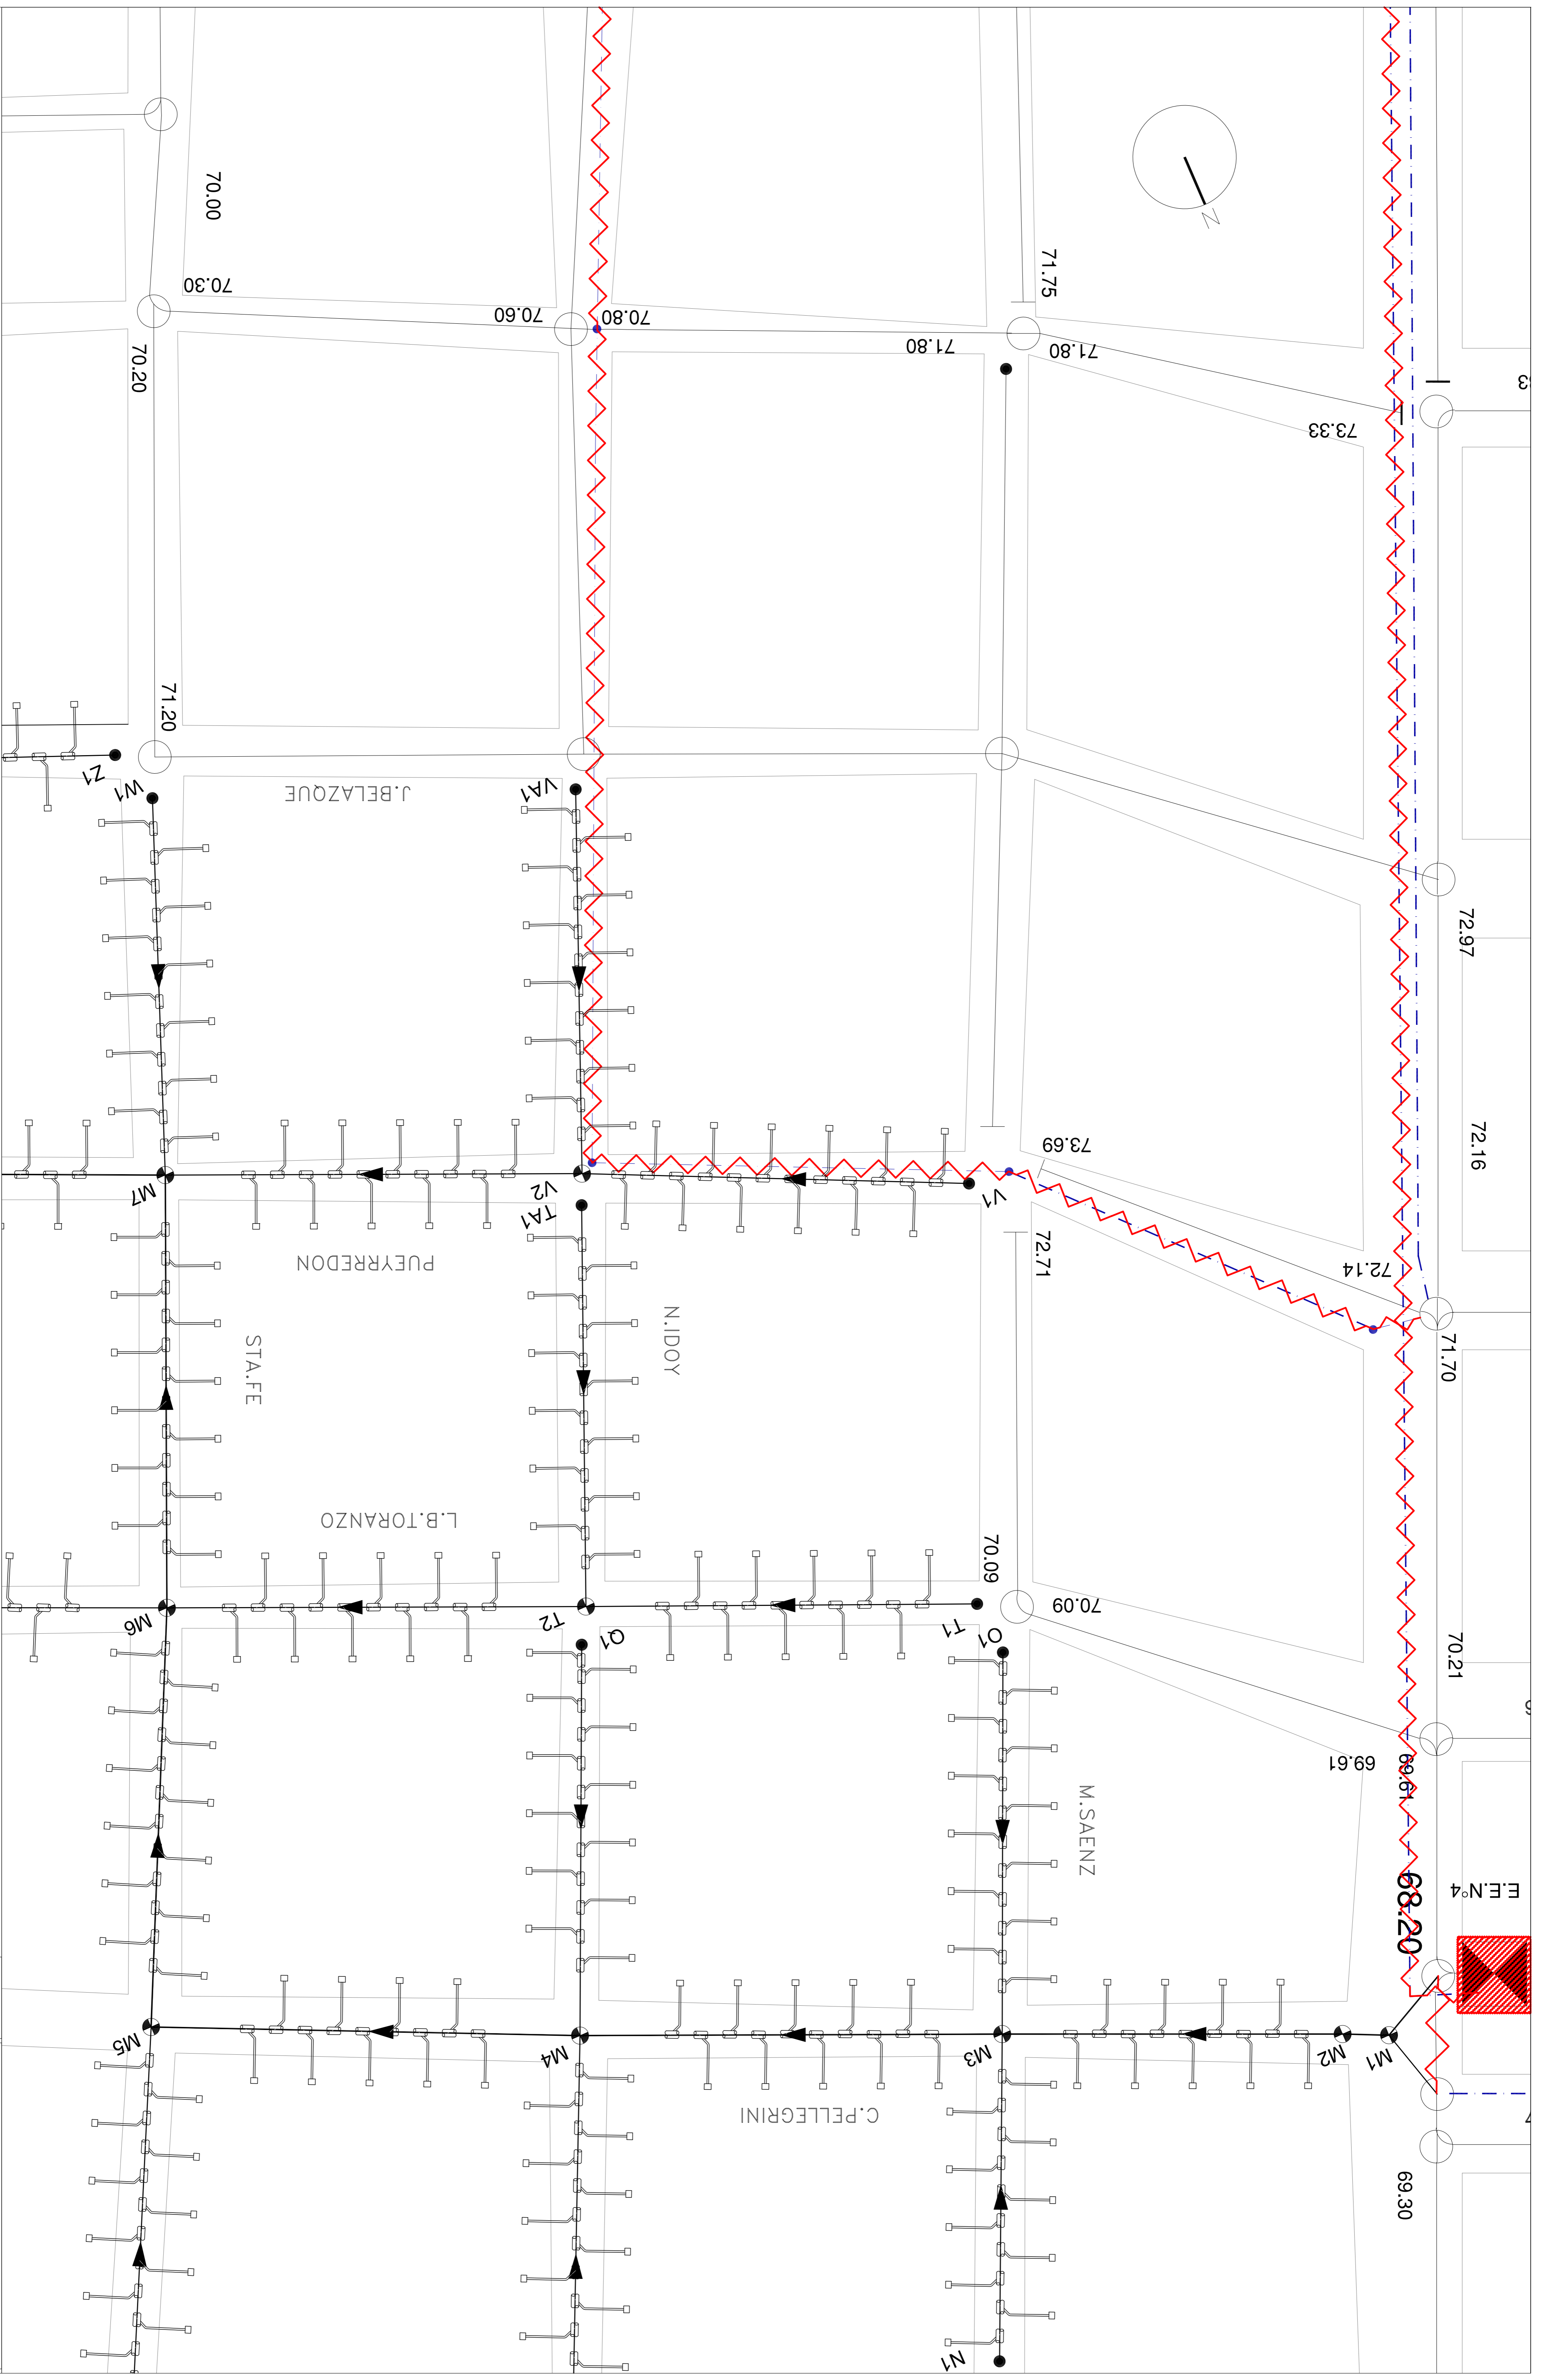 N
70.00
71.75
70.30
70.60
70.80
71.80
71.80
70.20
73.33
71.20
Z1
W1
J.BELAZQUE
VA1
72.97
73.69
72.16
M7
V2
V1
TA1
PUEYRREDON
72.71
72.14
N.IDOY
STA.FE
71.70
L.B.TORANZO
70.09
M6
T2
Q1
T1
O1
70.09
70.21
69.61
69.61
M.SAENZ
68.20
E.E.N°4
M5
M4
M3
M2
M1
C.PELLEGRINI
69.30
N1